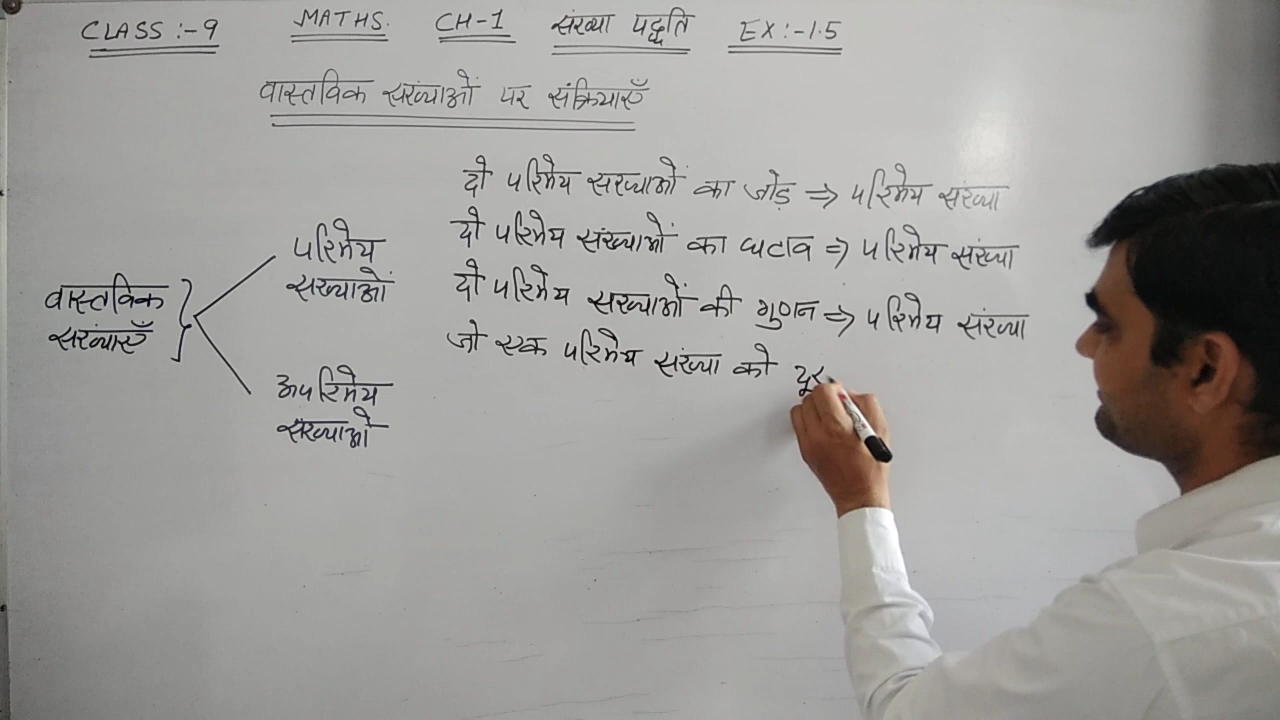 CLASS :- 9 MATHS. CH-1 संख्या पद्धति EX:-1.5
वास्तविक संख्याओं पर संक्रियाएँ
दो परिमेय संख्याओं का जोड़ ⇒ परिमेय संख्या
दो परिमेय संख्याओं का घटाव ⇒ परिमेय संख्या
दो परिमेय संख्याओं की गुणन ⇒ परिमेय संख्या
जो एक परिमेय संख्या को दूस
वास्तविक
संख्याएँ
परिमेय
संख्याओं
अपरिमेय
संख्याओ